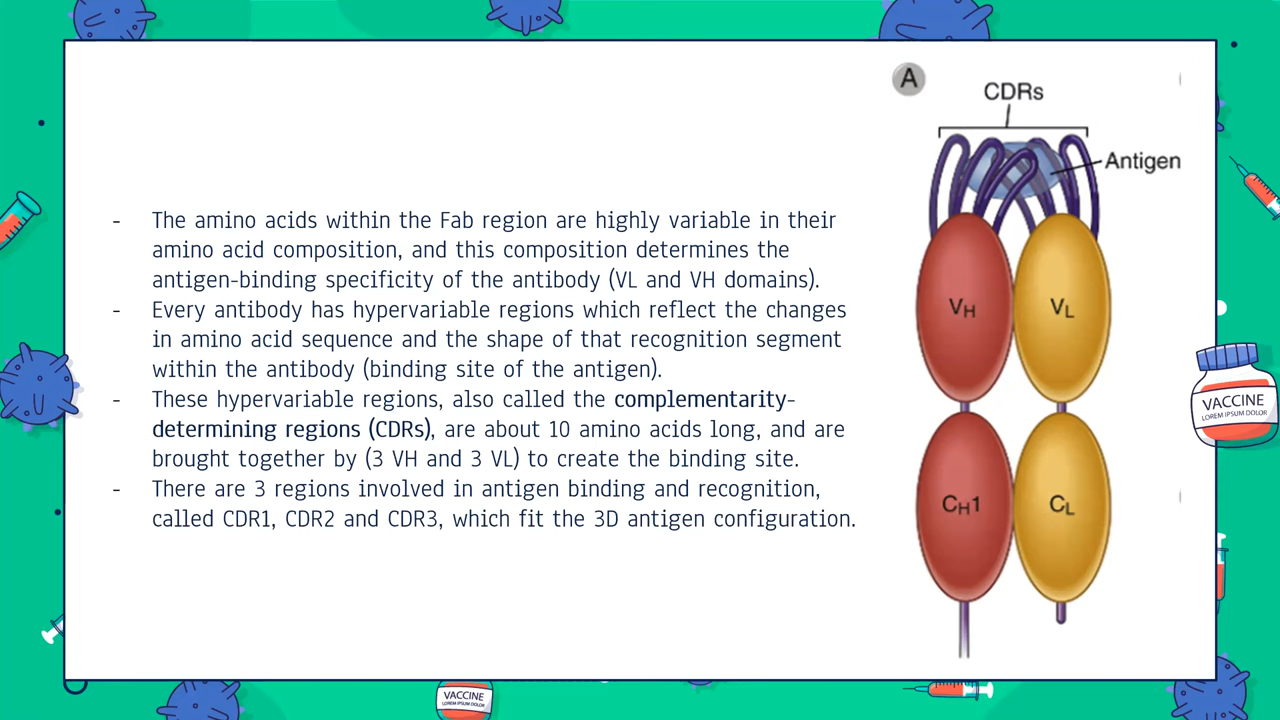 A
CDRs
Antigen
- The amino acids within the Fab region are highly variable in their
amino acid composition, and this composition determines the
antigen-binding specificity of the antibody (VL and VH domains).
- Every antibody has hypervariable regions which reflect the changes
in amino acid sequence and the shape of that recognition segment
within the antibody (binding site of the antigen).
- These hypervariable regions, also called the complementarity-
determining regions (CDRs), are about 10 amino acids long, and are
brought together by (3 VH and 3 VL) to create the binding site.
- There are 3 regions involved in antigen binding and recognition,
called CDR1, CDR2 and CDR3, which fit the 3D antigen configuration.
VH
VL
CH1
CL
VACCINE
LOREM IPSUM DOLOR
VACCINE
LOREM IPSUM DOLOR